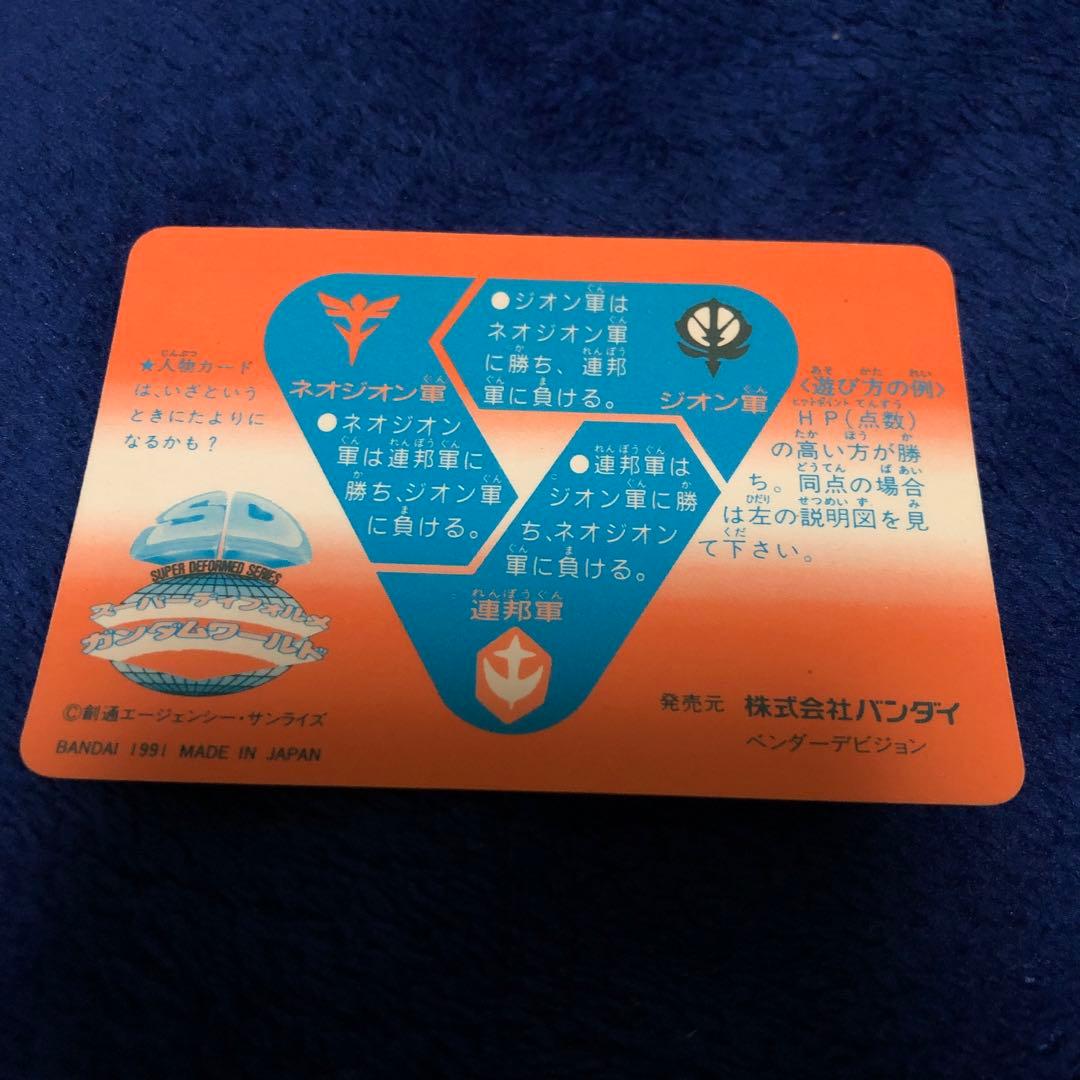 ★人物カード
は、いざという
ときにたよりに
なるかも?
ネオジオン軍
●ネオジオン
軍は連邦軍に
勝ち、ジオン軍
に負ける。
●ジオン軍は
ネオジオン軍
に勝ち、連邦
軍に負ける。
ジオン軍
●連邦軍は
ジオン軍に勝
ち、ネオジオン
軍に負ける。
連邦軍
〈遊び方の例〉
HP(点数)
の高い方が勝
ち。同点の場合
は左の説明図を見
て下さい。
SD
SUPER DEFORMED SERIES
スーパーディフォルメ
ガンダムワールド
©創通エージェンシー・サンライズ
BANDAI 1991 MADE IN JAPAN
発売元 株式会社バンダイ
ベンダーデビジョン